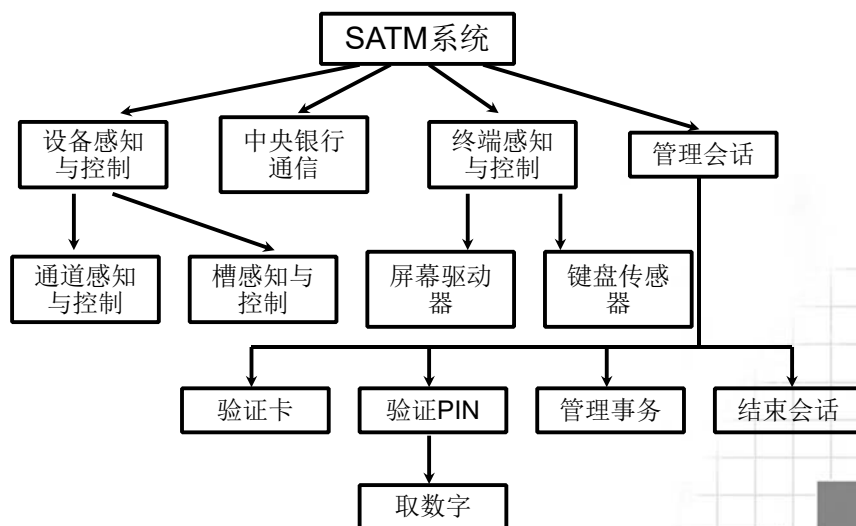 SATM系统
设备感知
与控制
中央银行
通信
终端感知
与控制
管理会话
通道感知
与控制
槽感知与
控制
屏幕驱动
器
键盘传感
器
验证卡
验证PIN
管理事务
结束会话
取数字